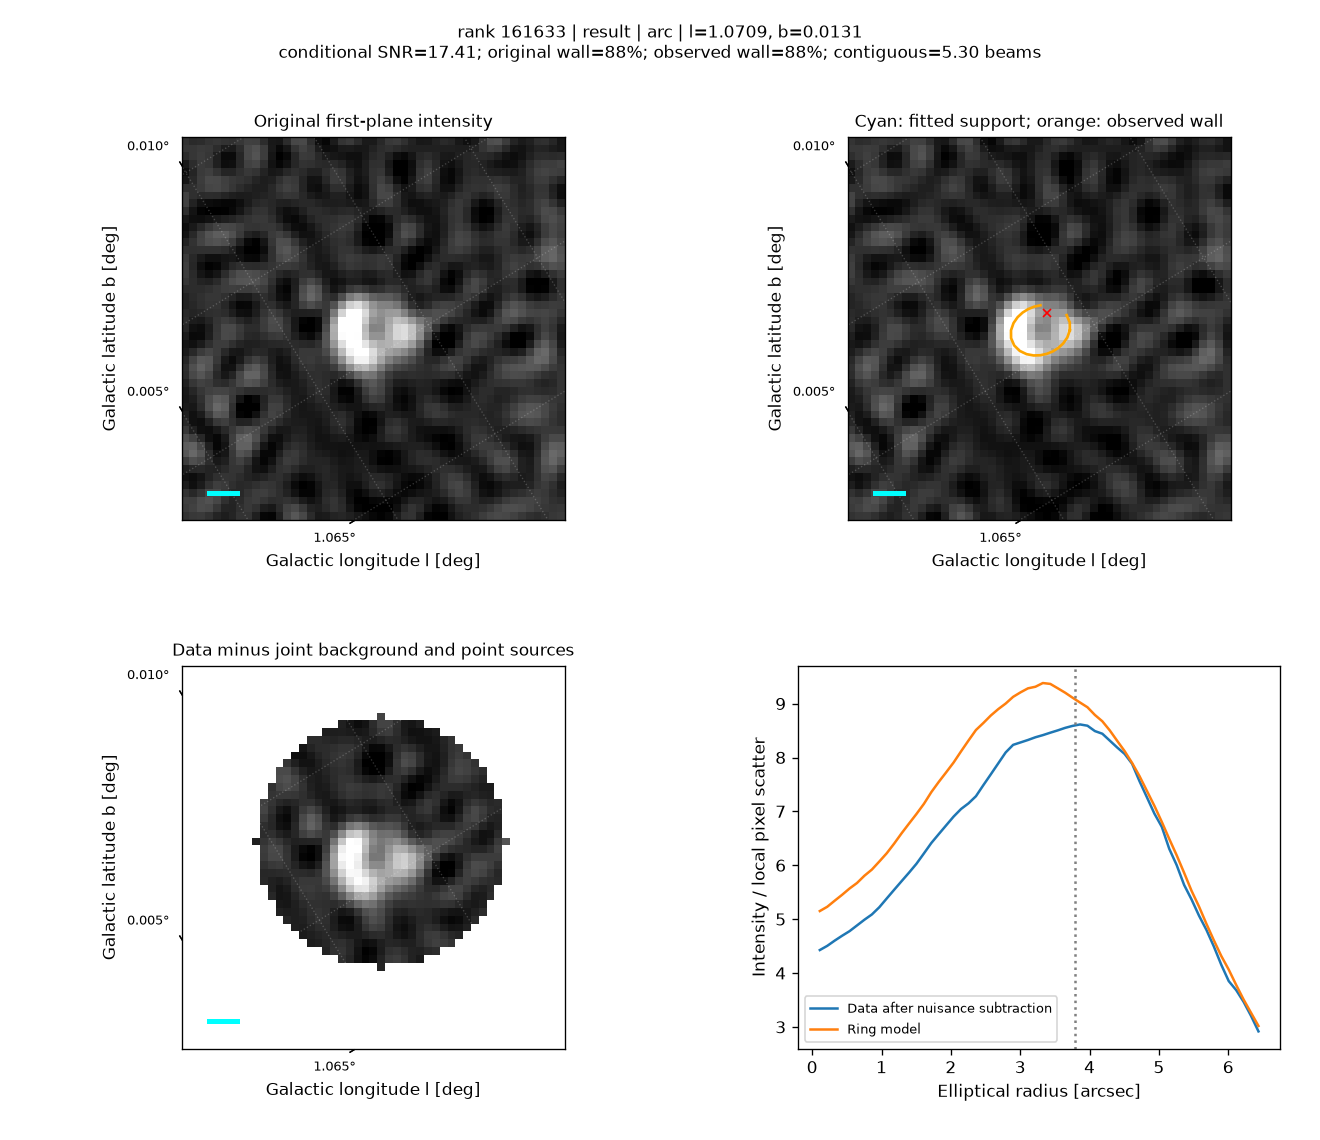 rank 161633 | result | arc | l=1.0709, b=0.0131
conditional SNR=17.41; original wall=88%; observed wall=88%; contiguous=5.30 beams
Original first-plane intensity
0.010°
0.005°
Galactic latitude b [deg]
1.065°
Galactic longitude l [deg]
Cyan: fitted support; orange: observed wall
0.010°
0.005°
Galactic latitude b [deg]
1.065°
Galactic longitude l [deg]
Data minus joint background and point sources
0.010°
0.005°
Galactic latitude b [deg]
1.065°
Galactic longitude l [deg]
Intensity / local pixel scatter
9
8
7
6
5
4
3
Data after nuisance subtraction
Ring model
0 1 2 3 4 5 6
Elliptical radius [arcsec]